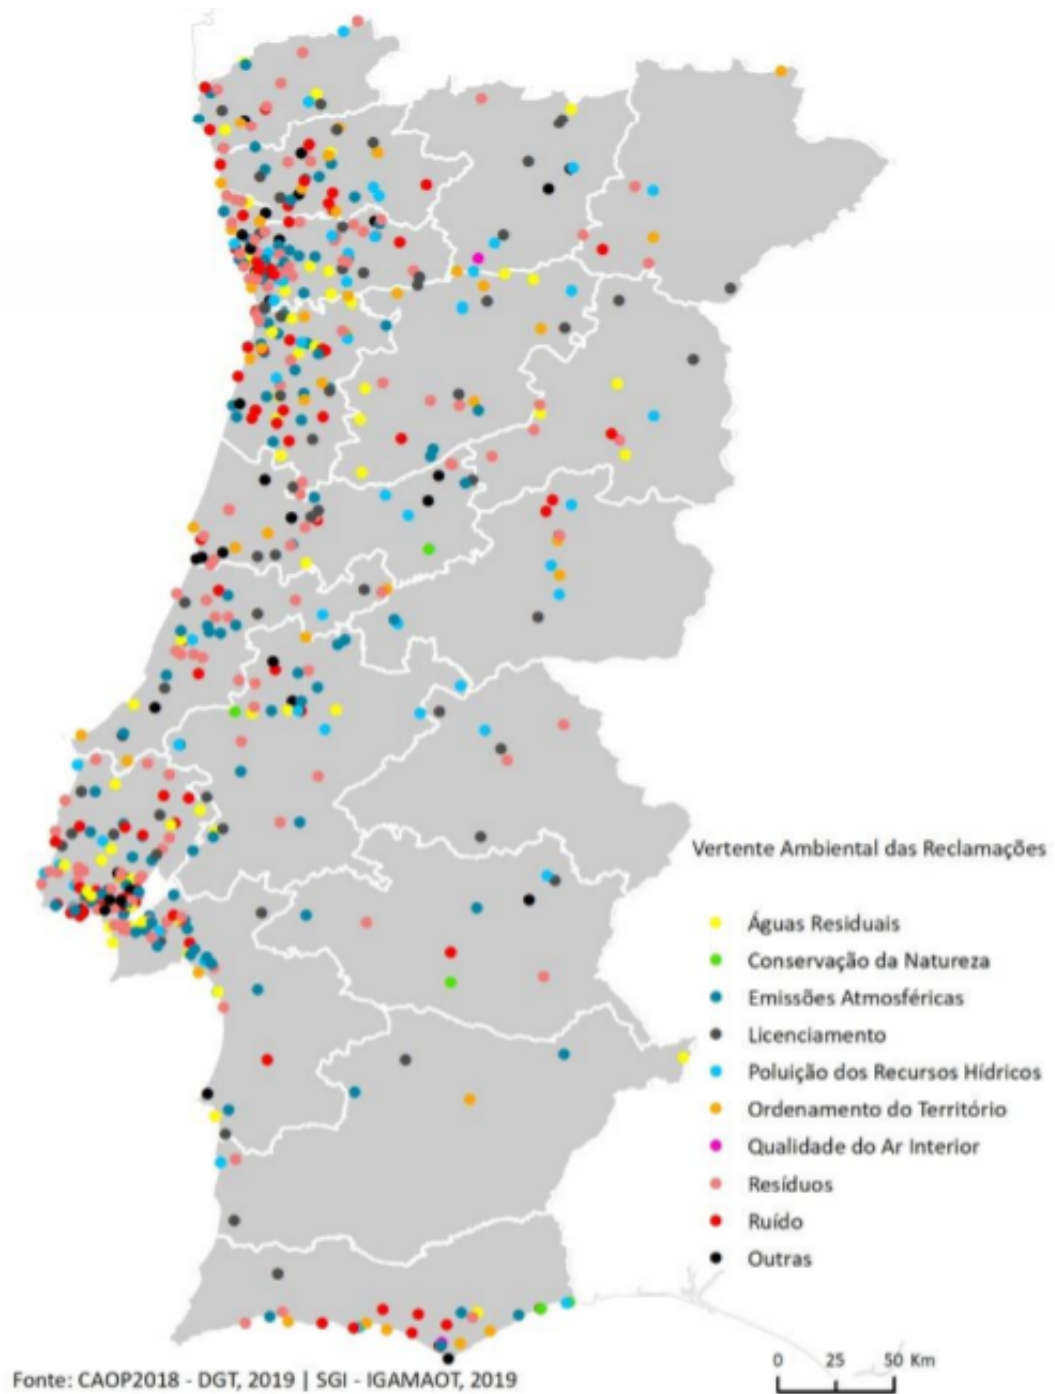 Vertente Ambiental das Reclamações
Águas Residuais
Conservação da Natureza
Emissões Atmosféricas
Licenciamento
Poluição dos Recursos Hídricos
Ordenamento do Território
Qualidade do Ar Interior
Resíduos
Ruído
Outras
0 25 50 Km
Fonte: CAOP2018 - DGT, 2019 | SGI - IGAMAOT, 2019